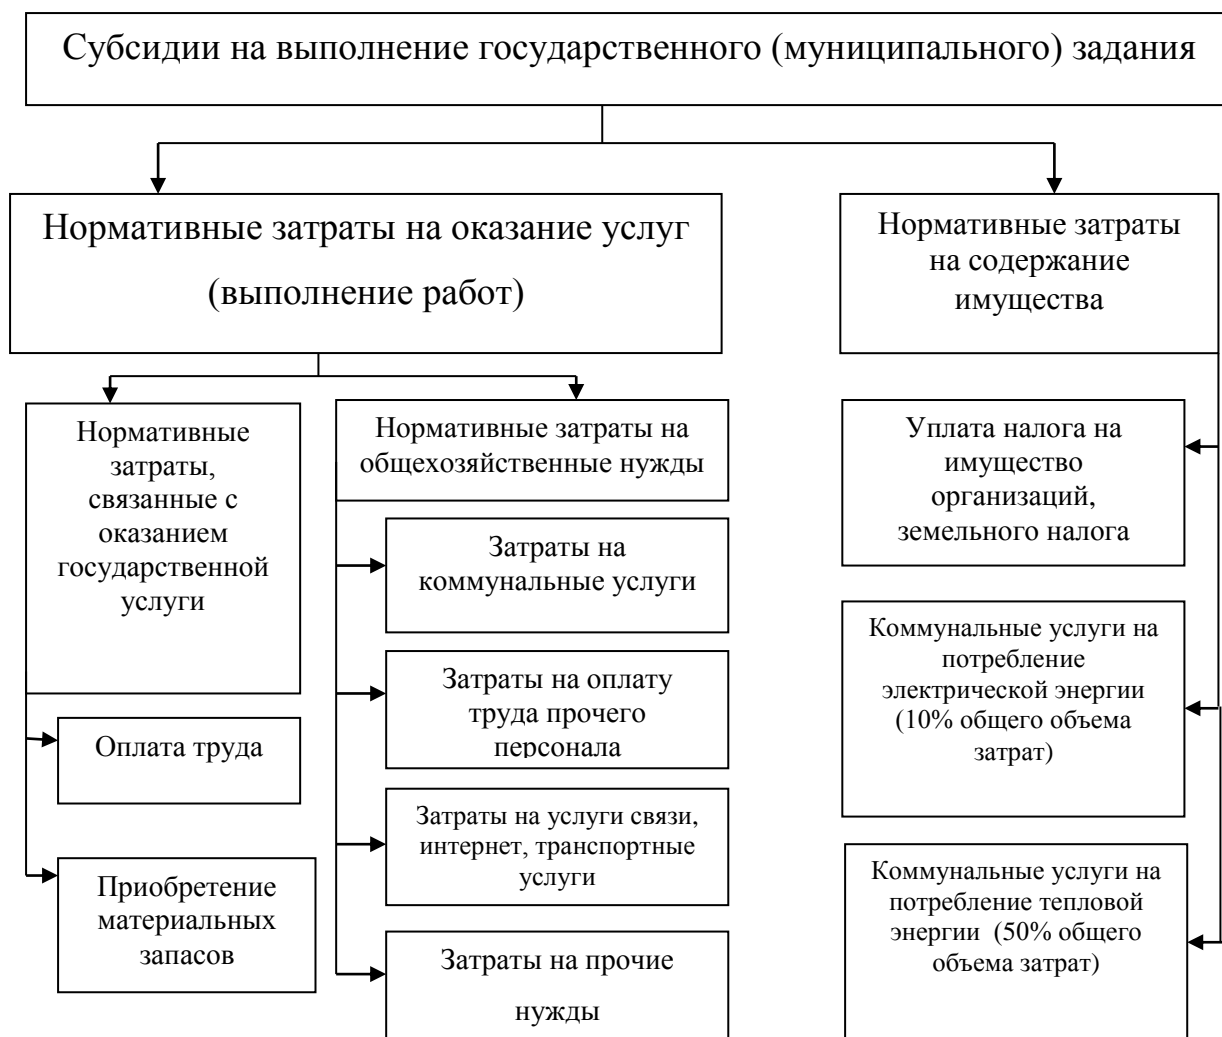 Субсидии на выполнение государственного (муниципального) задания
Нормативные затраты на оказание услуг
(выполнение работ)
Нормативные затраты
на содержание
имущества
Нормативные
затраты,
связанные с
оказанием
государственной
услуги
Оплата труда
Приобретение
материальных
запасов
Нормативные затраты на
общехозяйственные нужды
Затраты на
коммунальные услуги
Затраты на оплату
труда прочего
персонала
Затраты на услуги связи,
интернет, транспортные
услуги
Затраты на прочие
нужды
Уплата налога на
имущество
организаций,
земельного налога
Коммунальные услуги на
потребление
электрической энергии
(10% общего объема
затрат)
Коммунальные услуги на
потребление тепловой
энергии (50% общего
объема затрат)